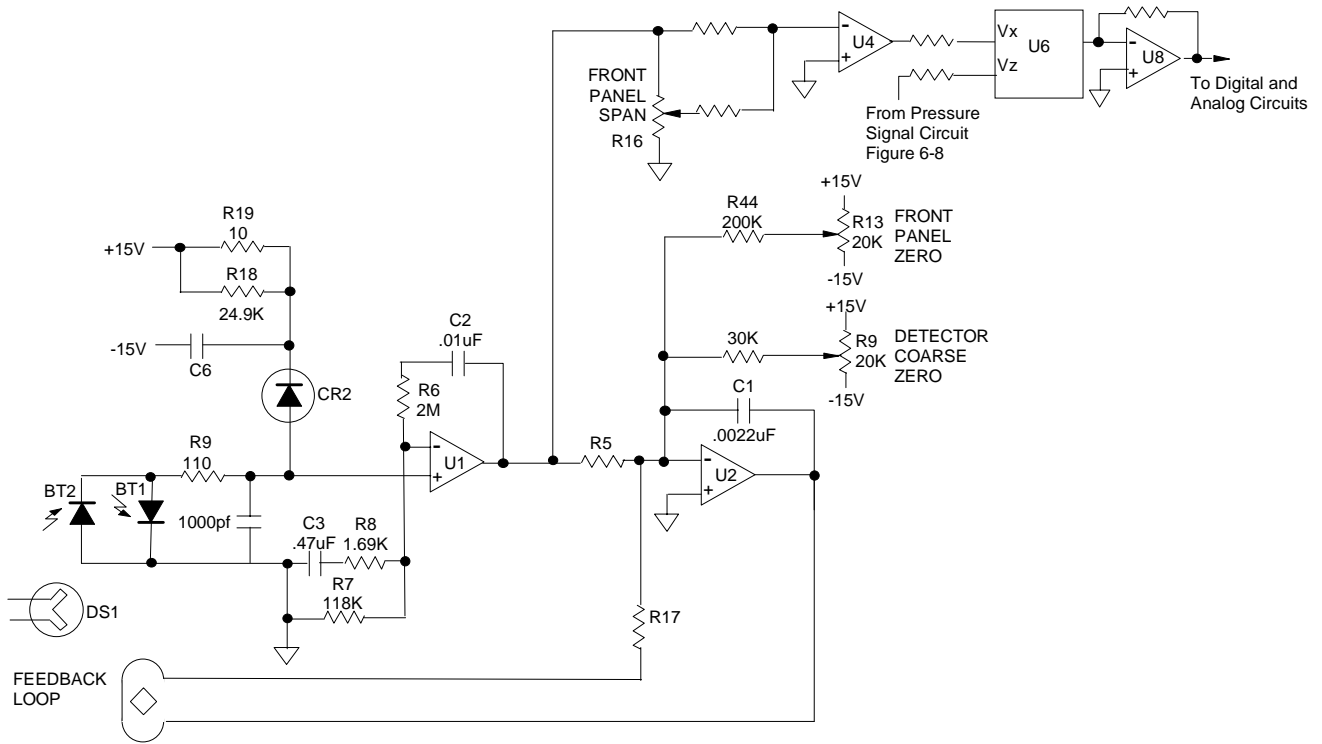 U4
Vx
Vz
U6
U8
To Digital and
Analog Circuits
FRONT
PANEL
SPAN
R16
From Pressure
Signal Circuit
Figure 6-8
+15V
R44
200K
R13
20K
FRONT
PANEL
ZERO
-15V
R19
10
+15V
R18
24.9K
-15V
C6
CR2
+15V
30K
R9
20K
DETECTOR
COARSE
ZERO
-15V
C2
.01uF
R6
2M
C1
.0022uF
-
+
U1
R5
-
+
U2
R9
110
BT2
BT1
1000pf
C3
.47uF
R8
1.69K
R7
118K
DS1
R17
FEEDBACK
LOOP
-
+
-
+